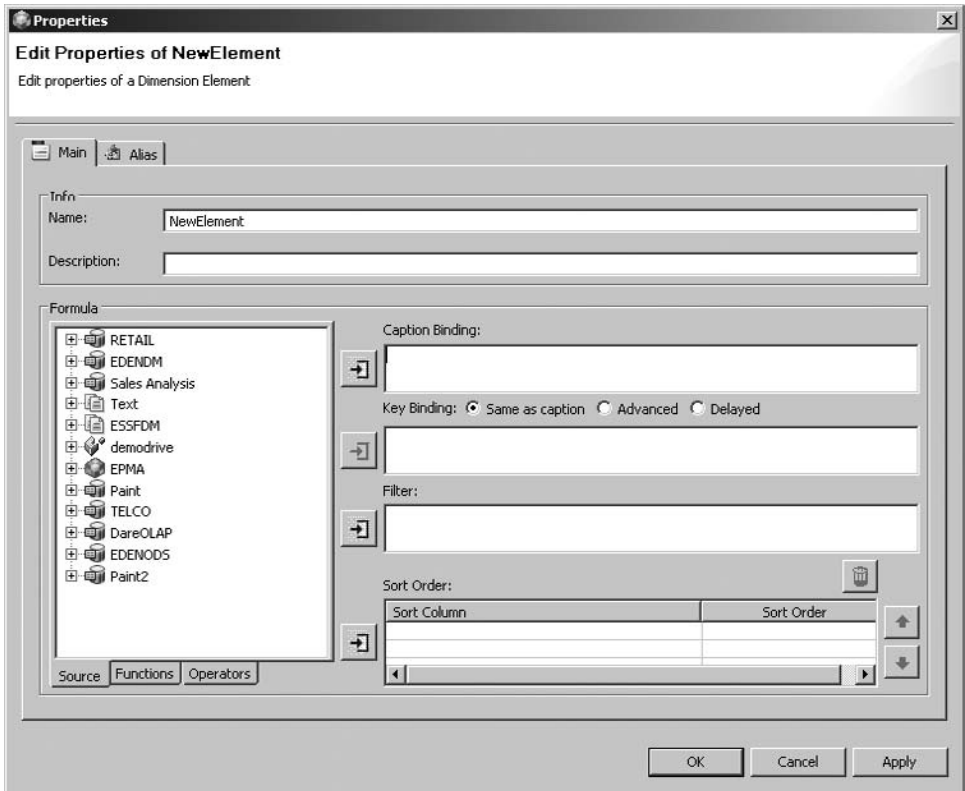 Properties
Edit Properties of NewElement
Edit properties of a Dimension Element
Main
Alias
Info
Name:
NewElement
Description:
Formula
RETAIL
EDENDM
Sales Analysis
Text
ESSFDM
demodrive
EPMA
Paint
TELCO
DareOLAP
EDENODS
Paint2
Source
Functions
Operators
Caption Binding:
Key Binding: Same as caption Advanced Delayed
Filter:
Sort Order:
Sort Column Sort Order
OK Cancel Apply